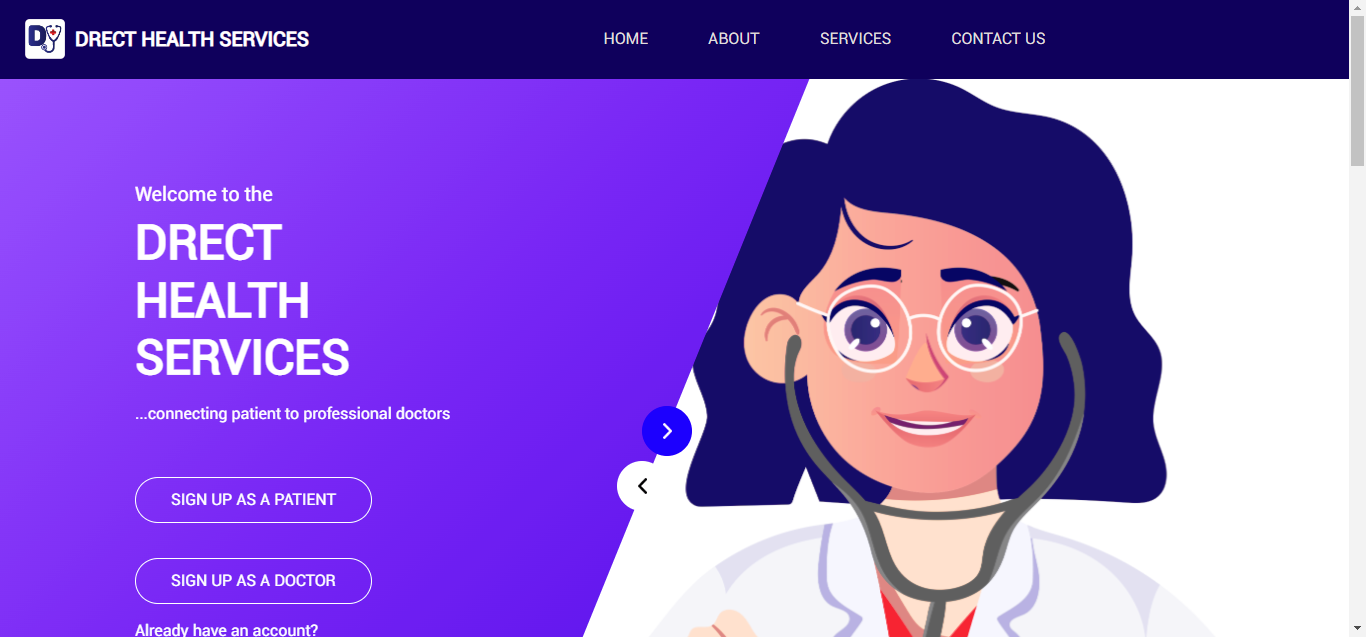 DY DRECT HEALTH SERVICES
HOME ABOUT SERVICES CONTACT US
Welcome to the
DRECT
HEALTH
SERVICES
...connecting patient to professional doctors
SIGN UP AS A PATIENT
SIGN UP AS A DOCTOR
Already have an account?